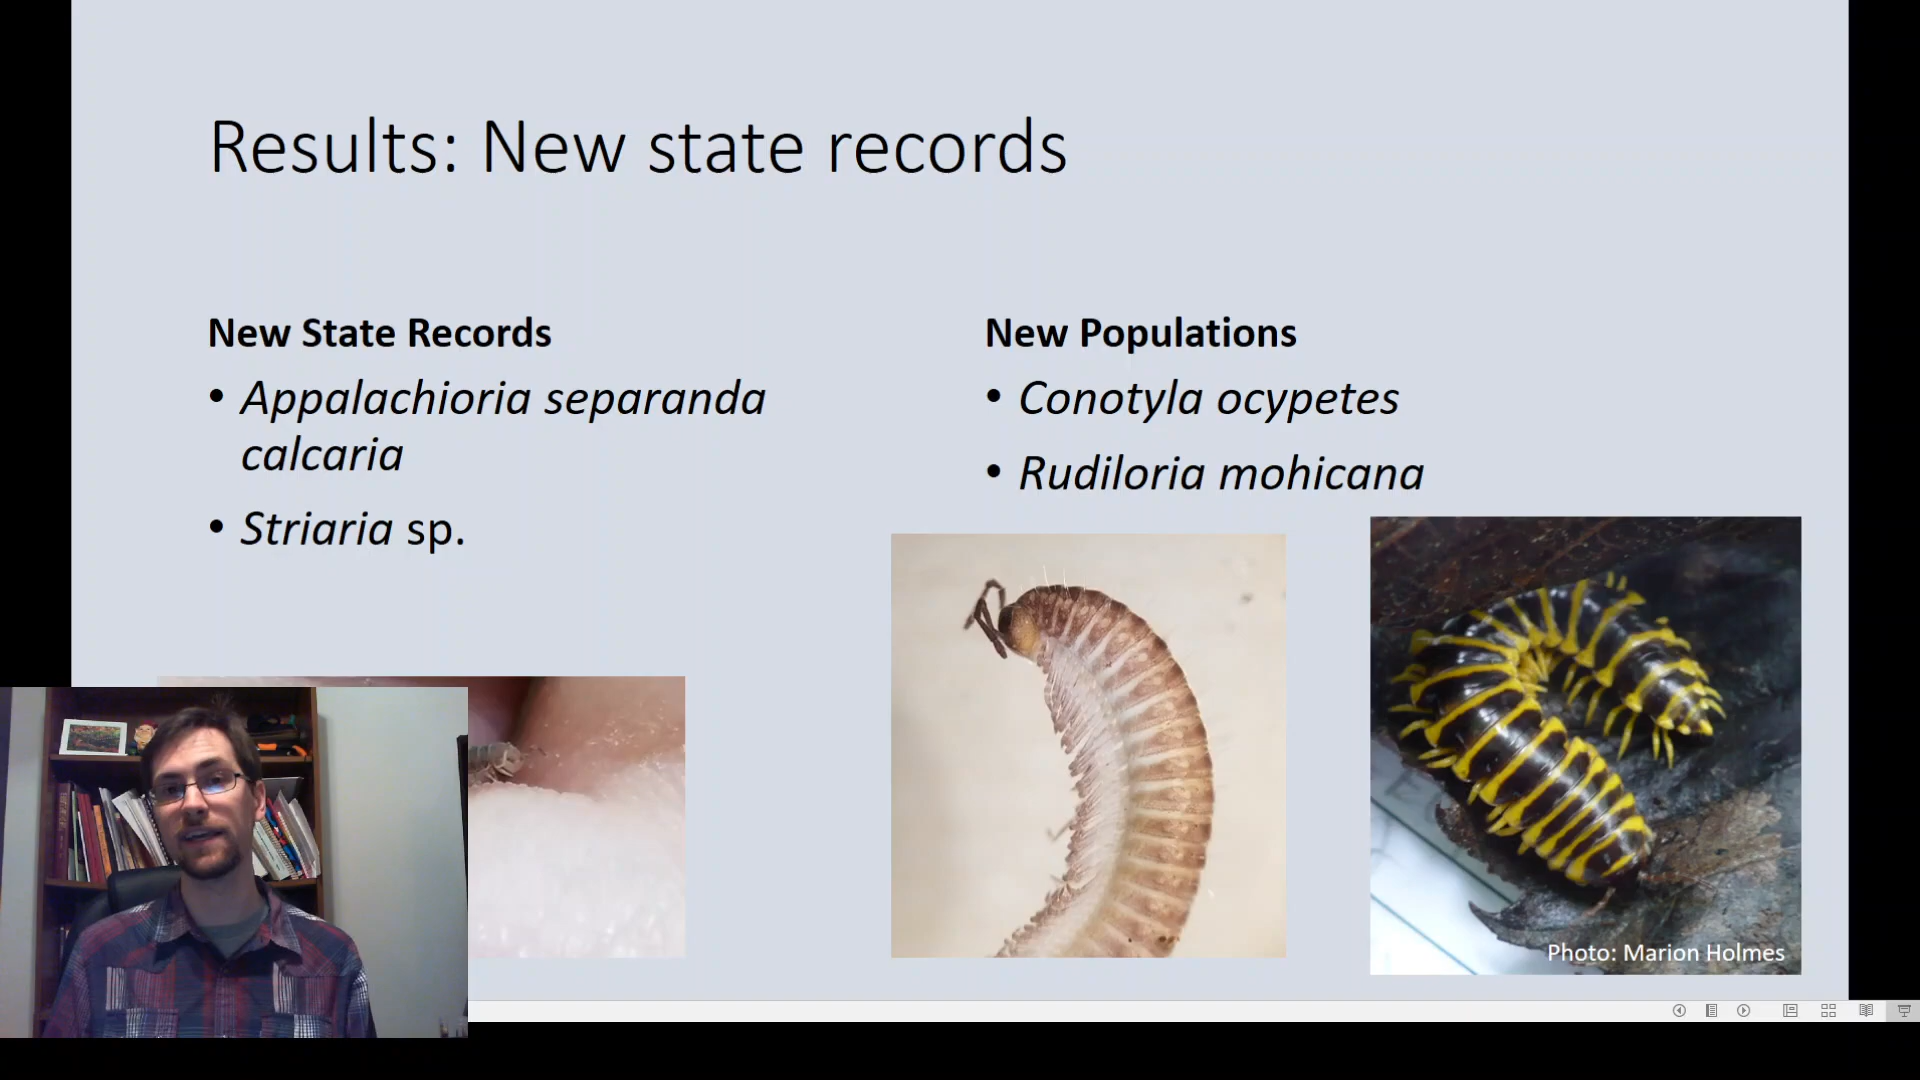 Results: New state records
New State Records
• Appalachioria separanda
calcaria
• Striaria sp.
New Populations
• Conotyla ocypetes
• Rudiloria mohicana
Photo: Marion Holmes